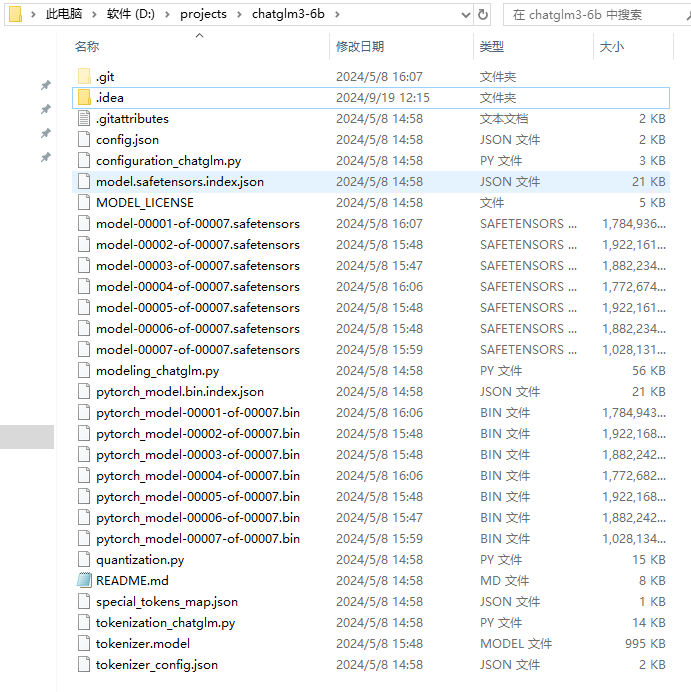 此电脑 > 软件 (D:) > projects > chatglm3-6b >
在 chatglm3-6b 中搜索
名称 修改日期 类型 大小
.git 2024/5/8 16:07 文件夹
.idea 2024/9/19 12:15 文件夹
.gitattributes 2024/5/8 14:58 文本文档 2 KB
config.json 2024/5/8 14:58 JSON 文件 2 KB
configuration_chatglm.py 2024/5/8 14:58 PY 文件 3 KB
model.safetensors.index.json 2024/5/8 14:58 JSON 文件 21 KB
MODEL_LICENSE 2024/5/8 14:58 文件 5 KB
model-00001-of-00007.safetensors 2024/5/8 16:07 SAFETENSORS ... 1,784,936...
model-00002-of-00007.safetensors 2024/5/8 15:48 SAFETENSORS ... 1,922,161...
model-00003-of-00007.safetensors 2024/5/8 15:47 SAFETENSORS ... 1,882,234...
model-00004-of-00007.safetensors 2024/5/8 16:06 SAFETENSORS ... 1,772,674...
model-00005-of-00007.safetensors 2024/5/8 15:48 SAFETENSORS ... 1,922,161...
model-00006-of-00007.safetensors 2024/5/8 15:48 SAFETENSORS ... 1,882,234...
model-00007-of-00007.safetensors 2024/5/8 15:59 SAFETENSORS ... 1,028,131...
modeling_chatglm.py 2024/5/8 14:58 PY 文件 56 KB
pytorch_model.bin.index.json 2024/5/8 14:58 JSON 文件 21 KB
pytorch_model-00001-of-00007.bin 2024/5/8 16:06 BIN 文件 1,784,943...
pytorch_model-00002-of-00007.bin 2024/5/8 15:48 BIN 文件 1,922,168...
pytorch_model-00003-of-00007.bin 2024/5/8 15:48 BIN 文件 1,882,242...
pytorch_model-00004-of-00007.bin 2024/5/8 16:06 BIN 文件 1,772,682...
pytorch_model-00005-of-00007.bin 2024/5/8 15:48 BIN 文件 1,922,168...
pytorch_model-00006-of-00007.bin 2024/5/8 15:47 BIN 文件 1,882,242...
pytorch_model-00007-of-00007.bin 2024/5/8 15:59 BIN 文件 1,028,134...
quantization.py 2024/5/8 14:58 PY 文件 15 KB
README.md 2024/5/8 14:58 MD 文件 8 KB
special_tokens_map.json 2024/5/8 14:58 JSON 文件 1 KB
tokenization_chatglm.py 2024/5/8 14:58 PY 文件 14 KB
tokenizer.model 2024/5/8 15:48 MODEL 文件 995 KB
tokenizer_config.json 2024/5/8 14:58 JSON 文件 2 KB